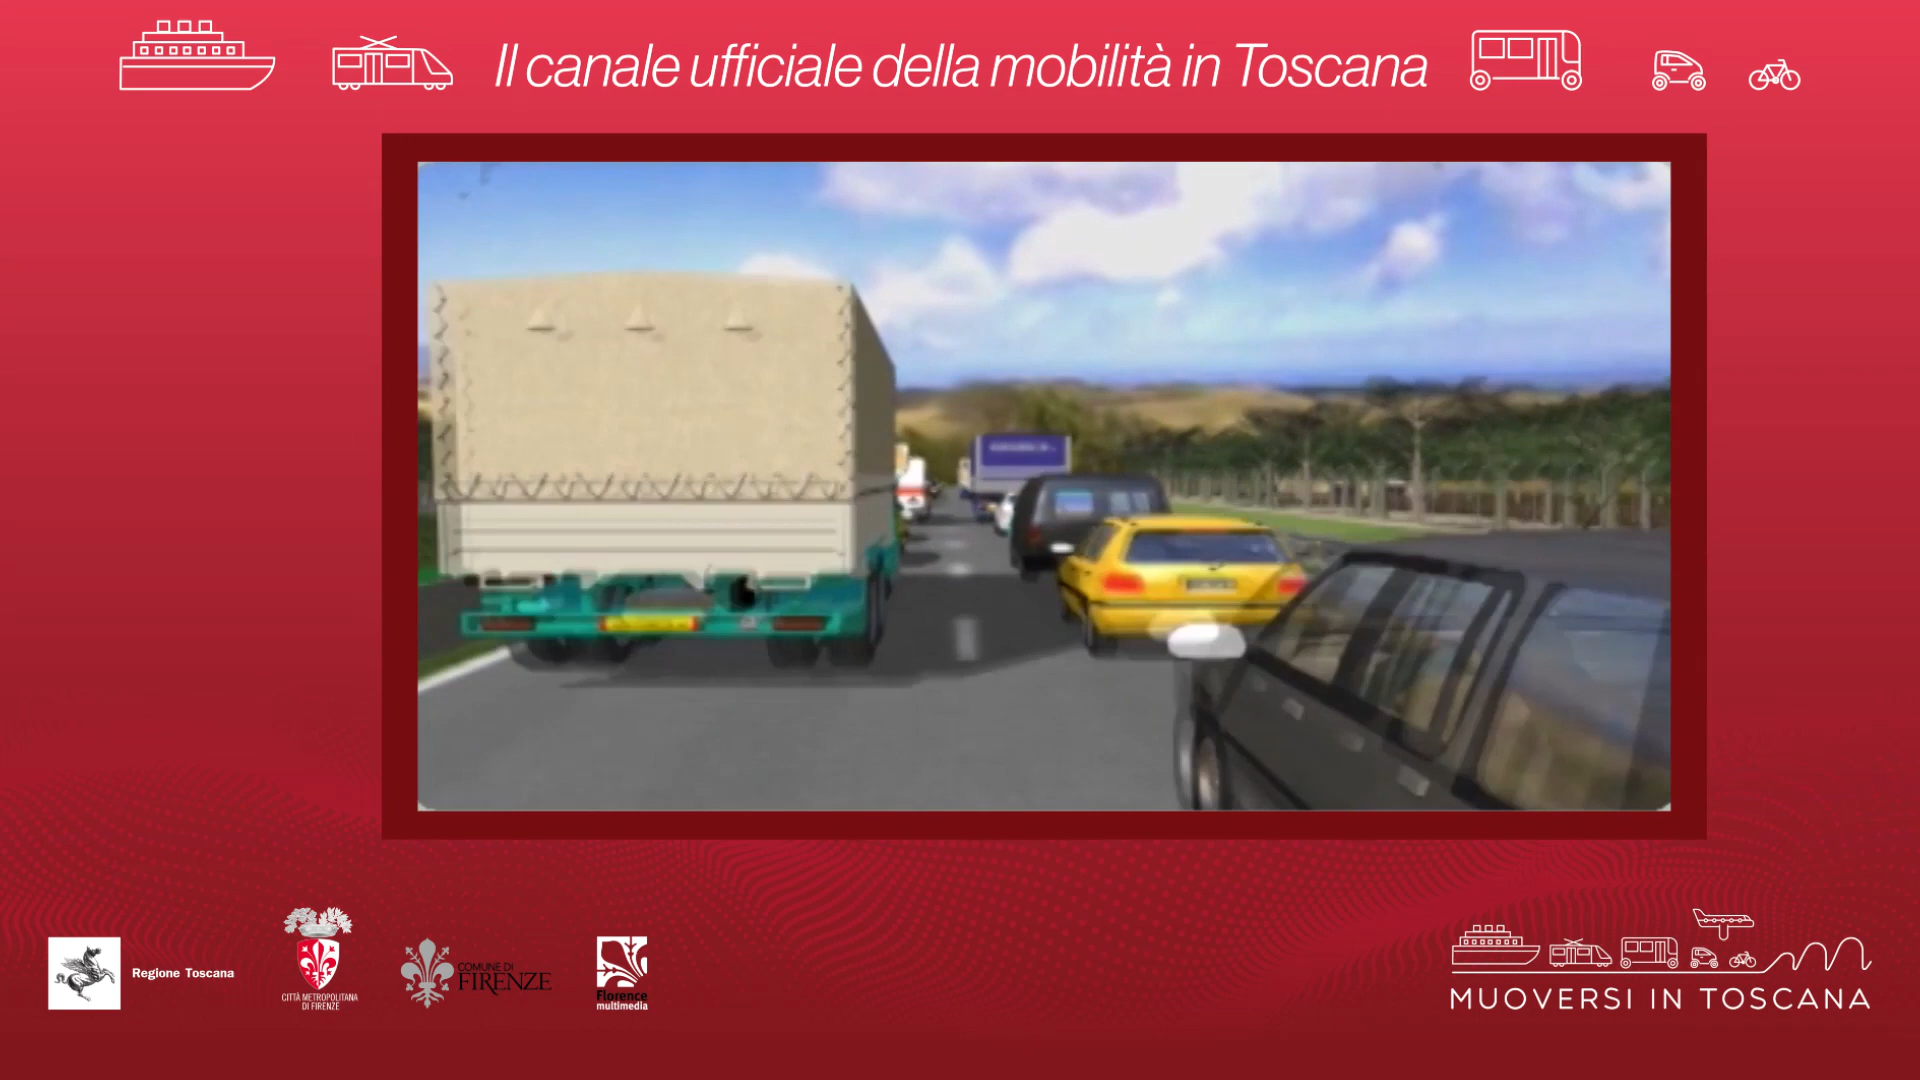 Il canale ufficiale della mobilità in Toscana
Regione Toscana
CITTÀ METROPOLITANA
DI FIRENZE
COMUNE DI
FIRENZE
Florence
multimedia
MUOVERSI IN TOSCANA